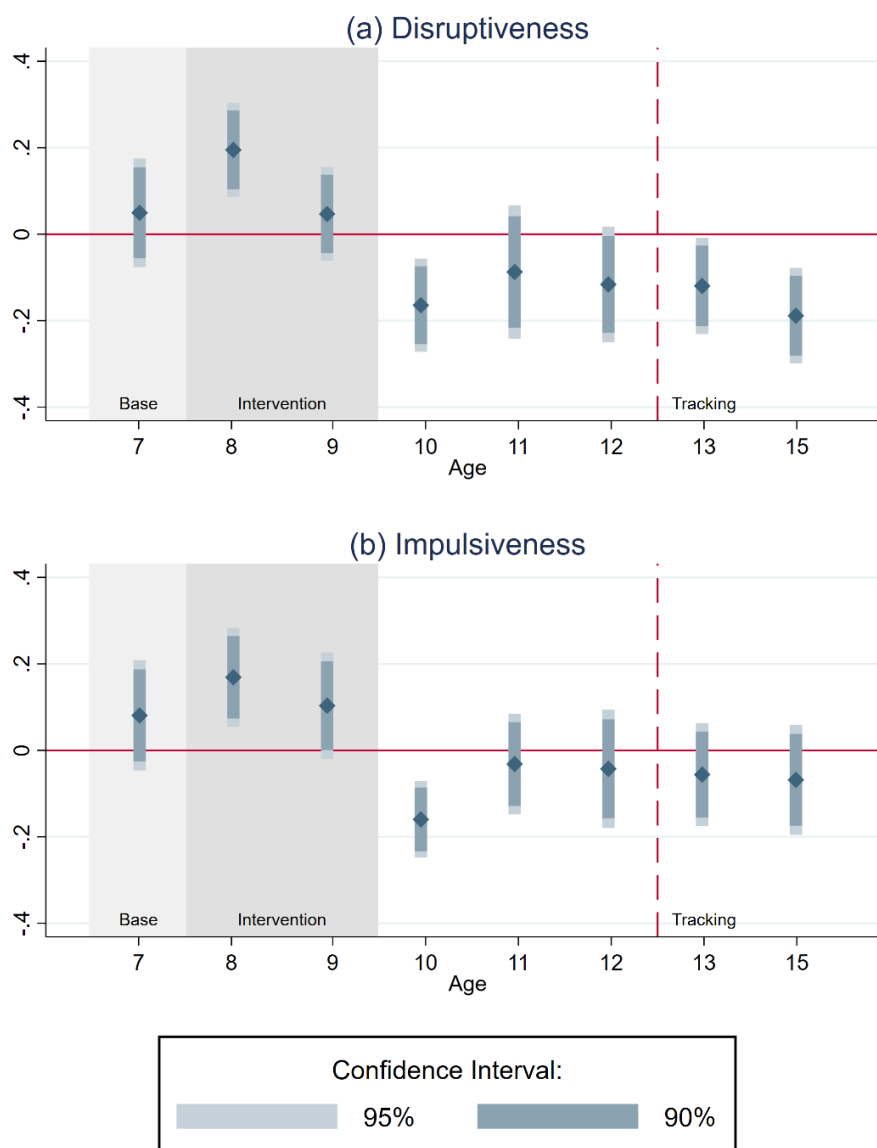 (a) Disruptiveness
.4
.2
0
-.2
-.4
Base Intervention Tracking
7 8 9 10 11 12 13 15
Age
(b) Impulsiveness
.4
.2
0
-.2
-.4
Base Intervention Tracking
7 8 9 10 11 12 13 15
Age
Confidence Interval:
95% 90%